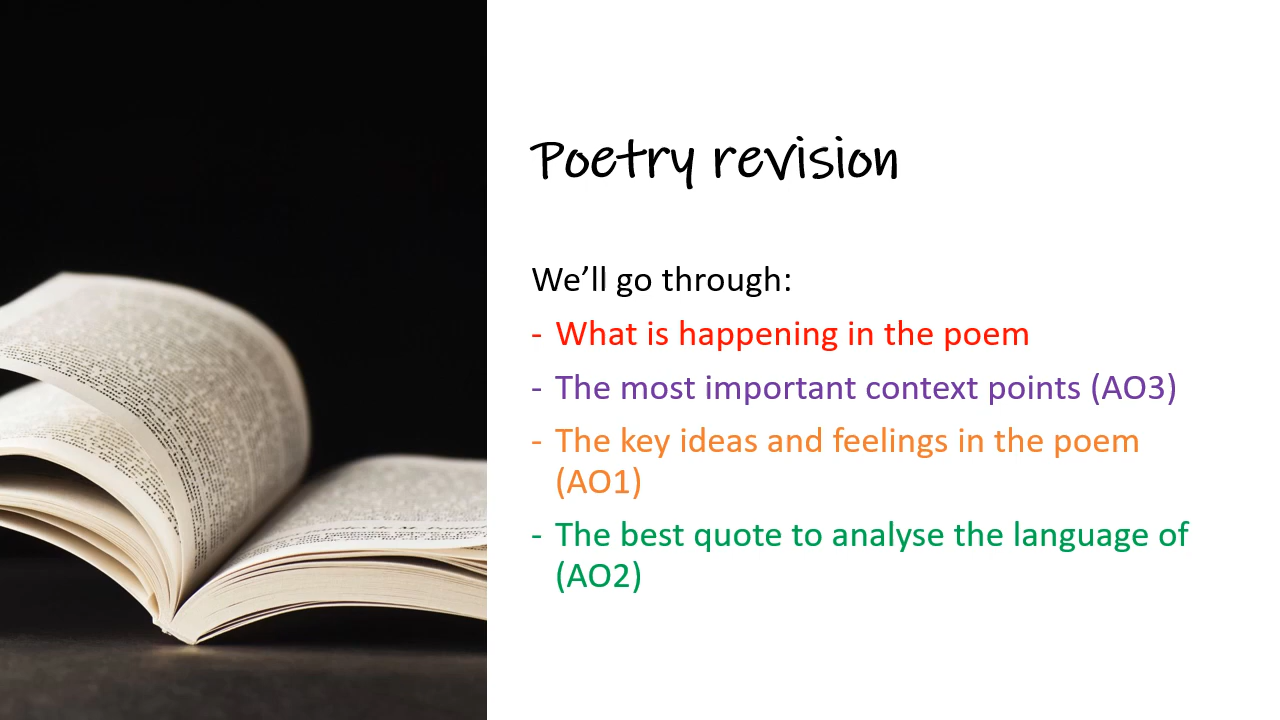 Poetry revision
We’ll go through:
- What is happening in the poem
- The most important context points (AO3)
- The key ideas and feelings in the poem
(AO1)
- The best quote to analyse the language of
(AO2)